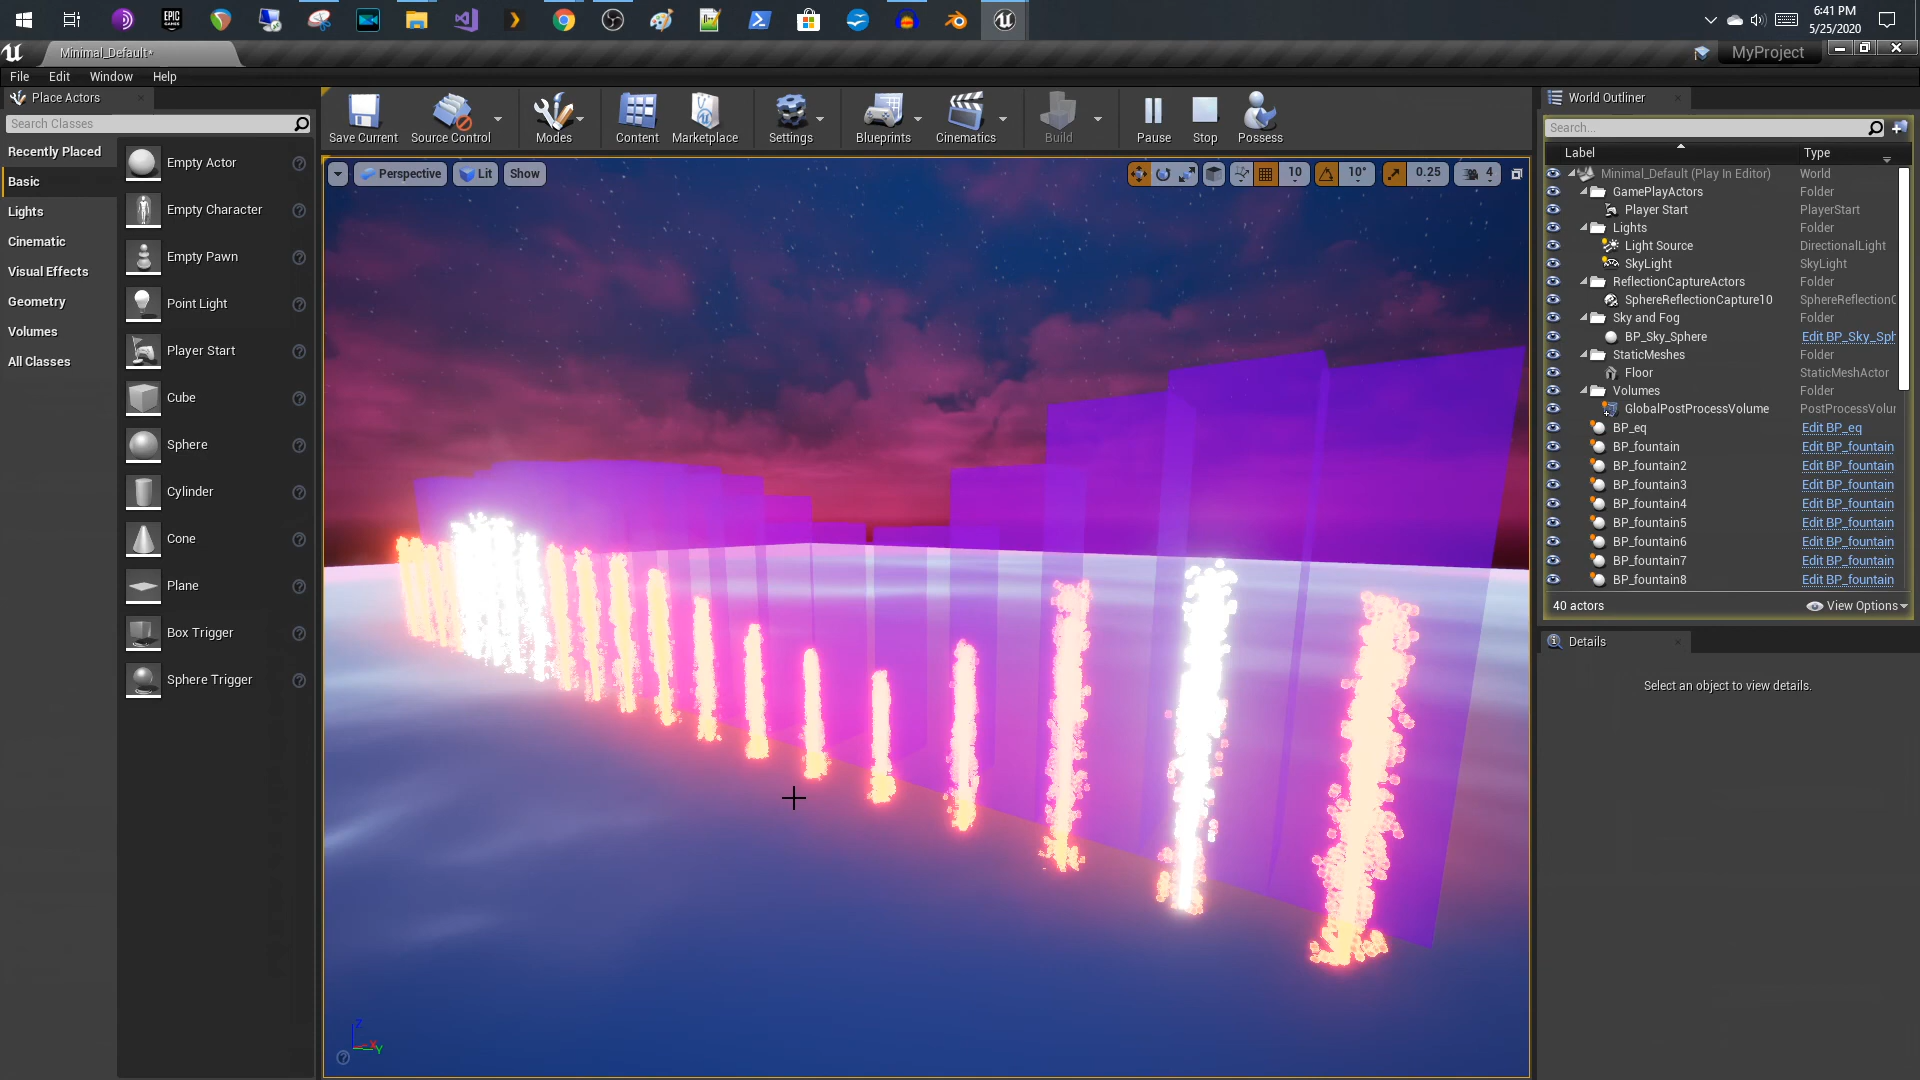 6:41 PM
5/25/2020
Minimal_Default*
MyProject
File Edit Window Help
Place Actors
Search Classes
Recently Placed
Basic
Lights
Cinematic
Visual Effects
Geometry
Volumes
All Classes
Empty Actor
Empty Character
Empty Pawn
Point Light
Player Start
Cube
Sphere
Cylinder
Cone
Plane
Box Trigger
Sphere Trigger
Save Current Source Control Modes Content Marketplace Settings Blueprints Cinematics Build Pause Stop Possess
Perspective Lit Show
10 10° 0.25 4
World Outliner
Search...
Label Type
Minimal_Default (Play In Editor) World
GamePlayActors Folder
Player Start PlayerStart
Lights Folder
Light Source DirectionalLight
SkyLight SkyLight
ReflectionCaptureActors Folder
SphereReflectionCapture10 SphereReflectionC
Sky and Fog Folder
BP_Sky_Sphere Edit BP_Sky_Sph
StaticMeshes Folder
Floor StaticMeshActor
Volumes Folder
GlobalPostProcessVolume PostProcessVolur
BP_eq Edit BP_eq
BP_fountain Edit BP_fountain
BP_fountain2 Edit BP_fountain
BP_fountain3 Edit BP_fountain
BP_fountain4 Edit BP_fountain
BP_fountain5 Edit BP_fountain
BP_fountain6 Edit BP_fountain
BP_fountain7 Edit BP_fountain
BP_fountain8 Edit BP_fountain
40 actors View Options
Details
Select an object to view details.
Z
X
Y